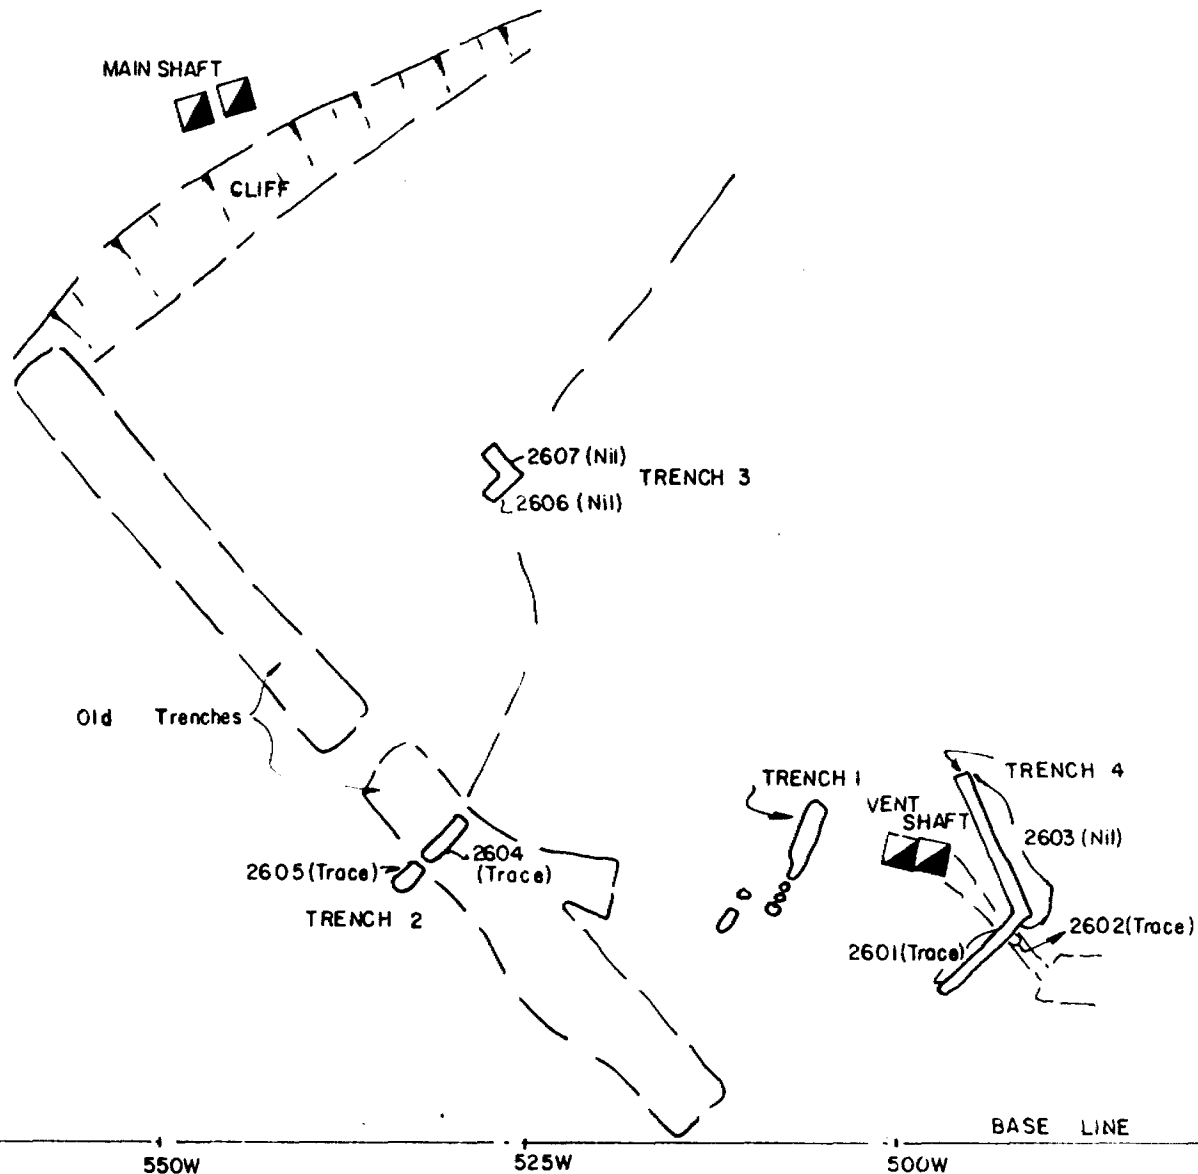 MAIN SHAFT
CLIFF
2607 (Nil)
TRENCH 3
2606 (Nil)
Old Trenches
TRENCH 1
TRENCH 4
VENT
SHAFT
2603 (Nil)
2604
(Trace)
2605 (Trace)
TRENCH 2
2602 (Trace)
2601 (Trace)
BASE LINE
550W
525W
500W